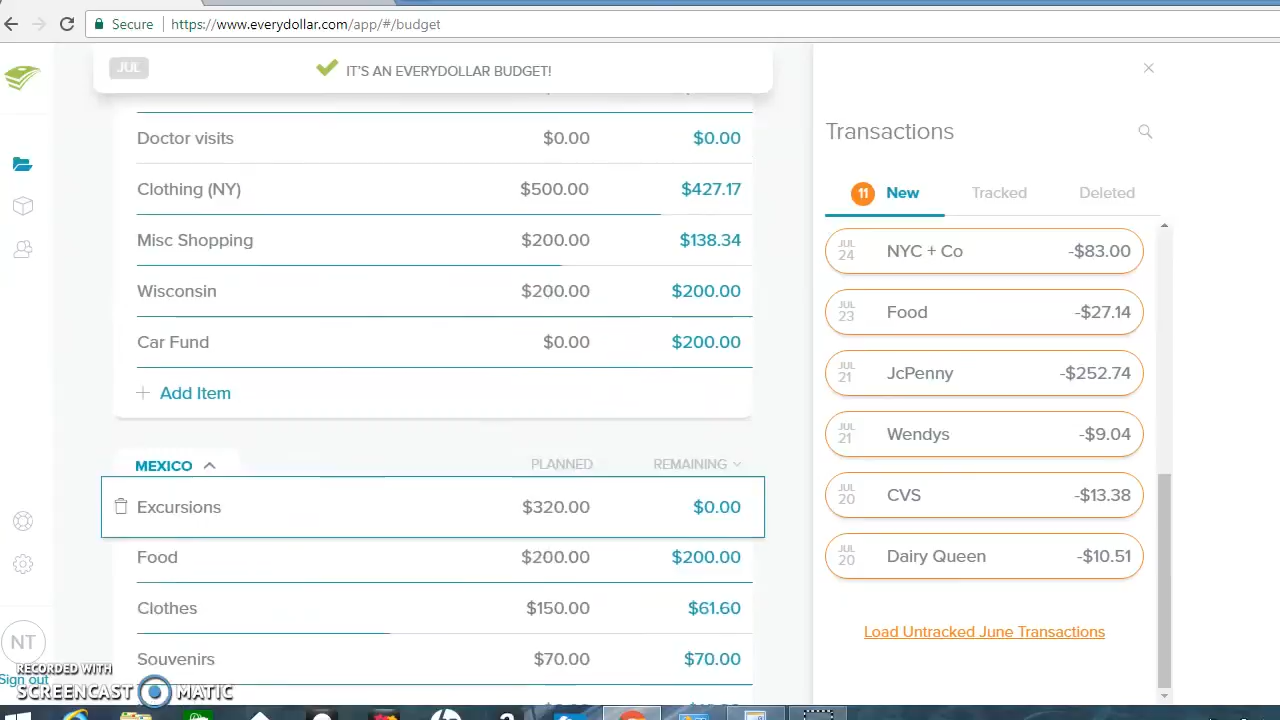 Secure https://www.everydollar.com/app/#/budget
JUL IT'S AN EVERYDOLLAR BUDGET!
Doctor visits $0.00 $0.00
Clothing (NY) $500.00 $427.17
Misc Shopping $200.00 $138.34
Wisconsin $200.00 $200.00
Car Fund $0.00 $200.00
Add Item
MEXICO PLANNED REMAINING
Excursions $320.00 $0.00
Food $200.00 $200.00
Clothes $150.00 $61.60
Souvenirs $70.00 $70.00
Transactions
11 New Tracked Deleted
JUL 24 NYC + Co -$83.00
JUL 23 Food -$27.14
JUL 21 JcPenny -$252.74
JUL 21 Wendys -$9.04
JUL 20 CVS -$13.38
JUL 20 Dairy Queen -$10.51
Load Untracked June Transactions
NT
Sign out
RECORDED WITH
SCREENCAST MATIC